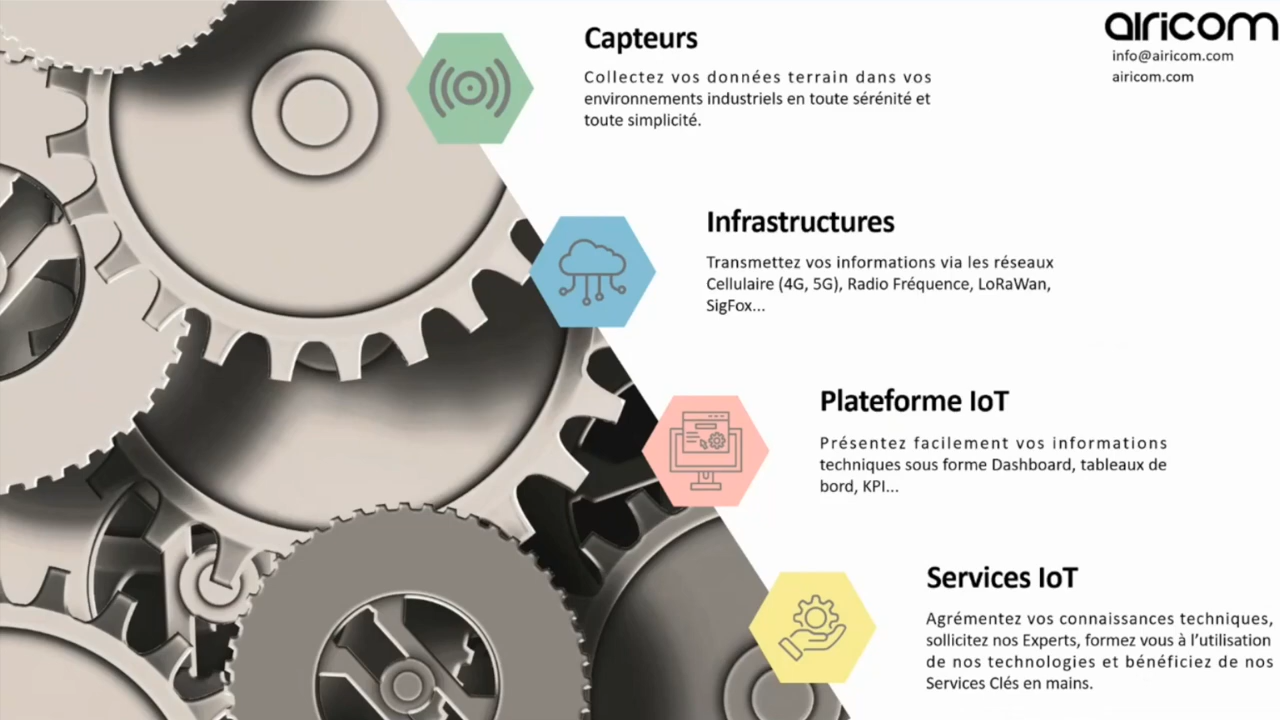 Capteurs
Collectez vos données terrain dans vos
environnements industriels en toute sérénité et
toute simplicité.
airicom
info@airicom.com
airicom.com
Infrastructures
Transmettez vos informations via les réseaux
Cellulaire (4G, 5G), Radio Fréquence, LoRaWan,
SigFox...
Plateforme IoT
Présentez facilement vos informations
techniques sous forme Dashboard, tableaux de
bord, KPI...
Services IoT
Agrémentez vos connaissances techniques,
sollicitez nos Experts, formez vous à l’utilisation
de nos technologies et bénéficiez de nos
Services Clés en mains.